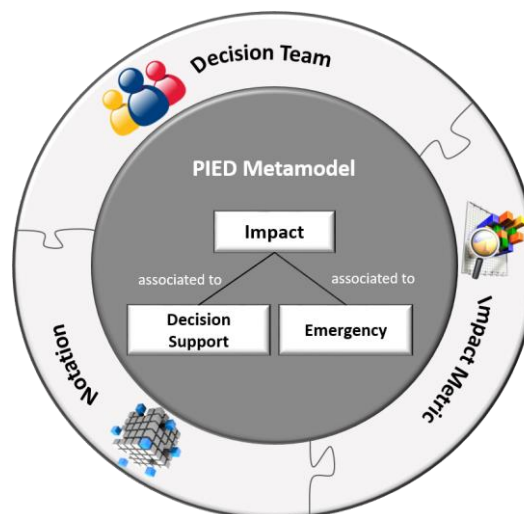 Decision Team
PIED Metamodel
Impact
associated to
associated to
Decision
Support
Emergency
Notation
Impact Metric